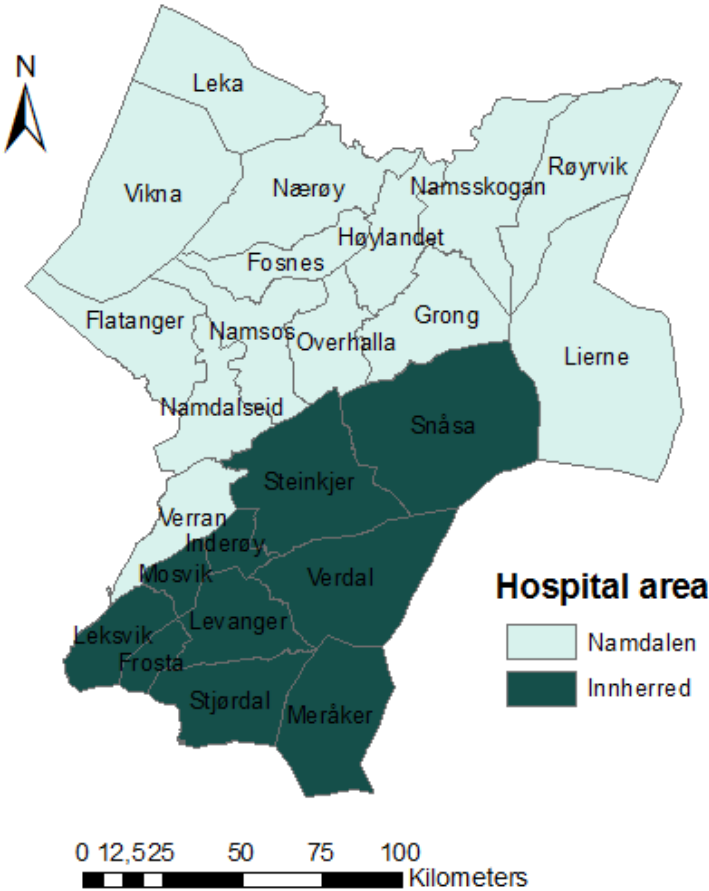 N
Leka
Vikna
Nærøy
Namsskogan
Røyrvik
Høylandet
Fosnes
Flatanger
Namsos
Overhalla
Grong
Lierne
Namdalseid
Snåsa
Steinkjer
Verran
Inderøy
Mosvik
Verdal
Levanger
Leksvik
Frosta
Stjørdal
Meråker
Hospital area
Namdalen
Innherred
0 12,525 50 75 100
Kilometers